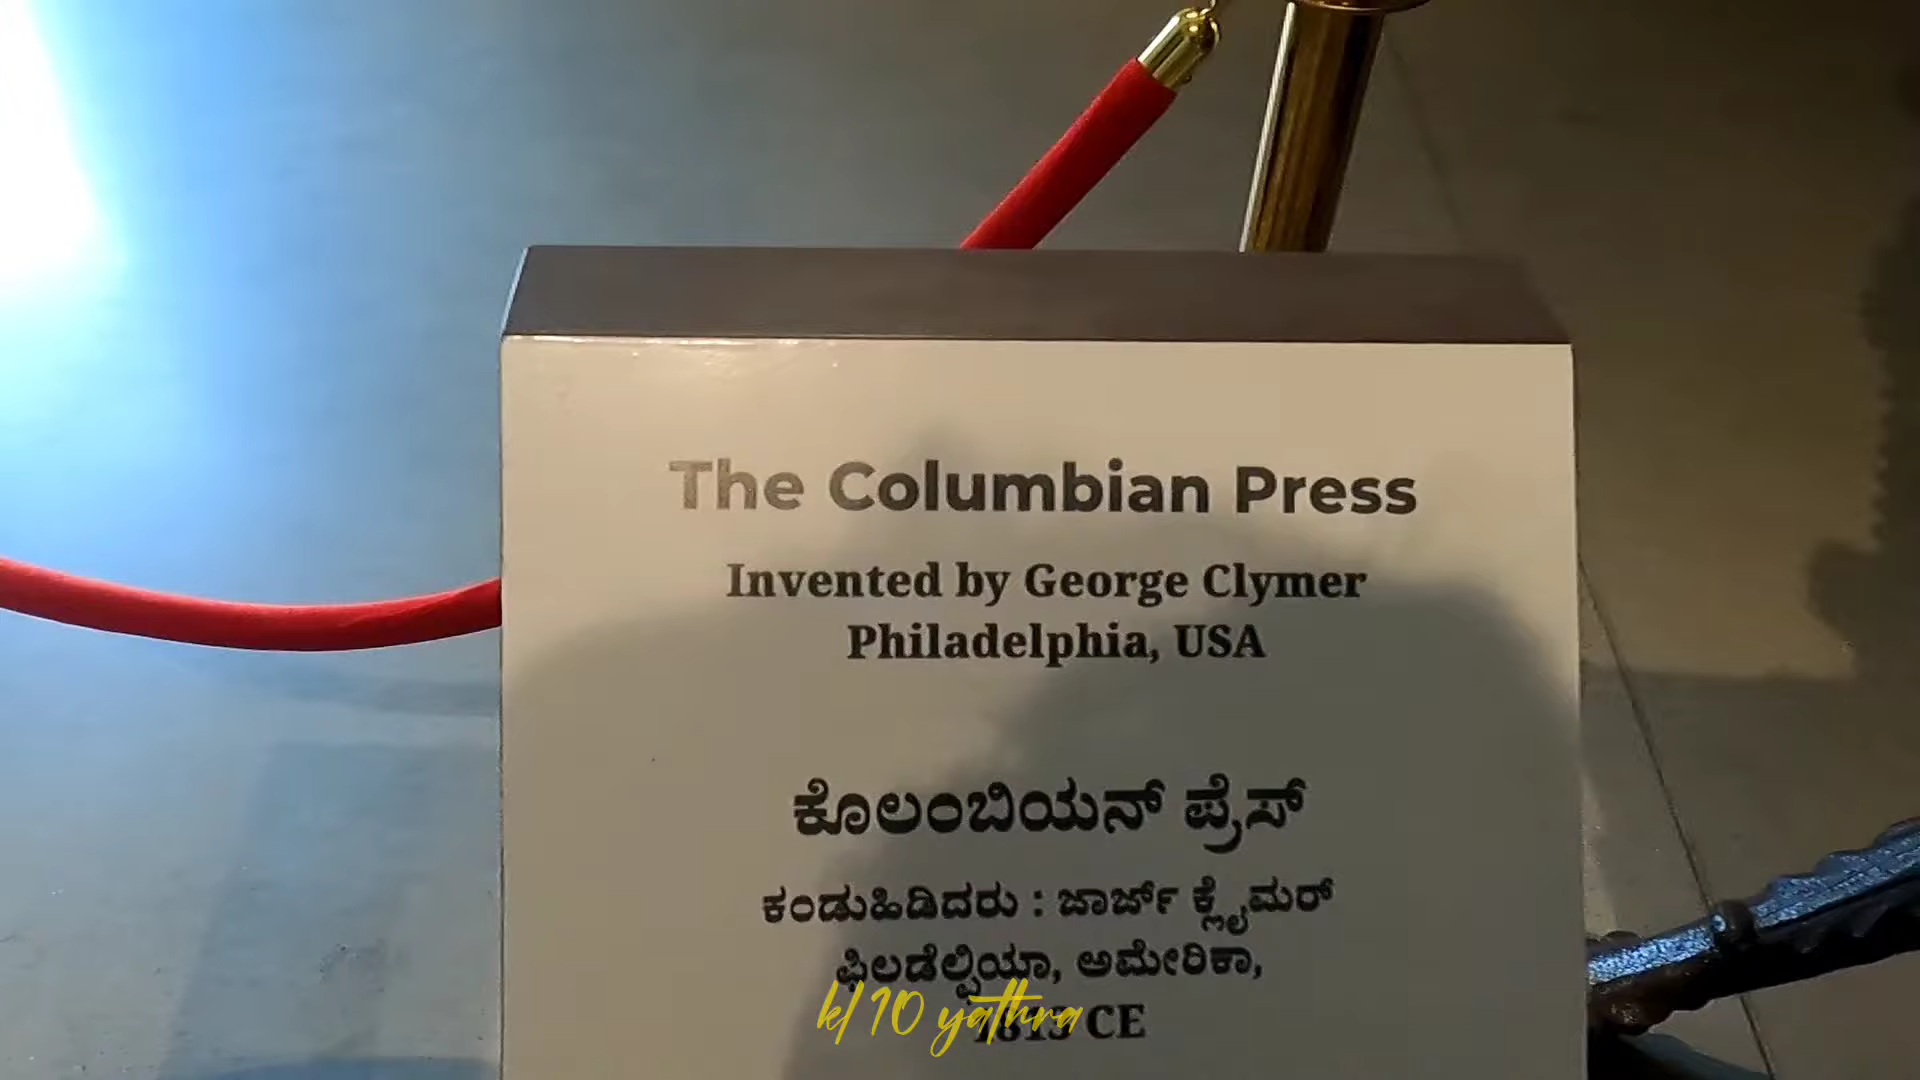 The Columbian Press
Invented by George Clymer
Philadelphia, USA
ಕೊಲಂಬಿಯನ್ ಪ್ರೆಸ್
ಕಂಡುಹಿಡಿದರು : ಜಾರ್ಜ್ ಕ್ಲೈಮರ್
ಫಿಲಡೆಲ್ಫಿಯಾ, ಅಮೇರಿಕಾ,
kl 10 yathra
CE